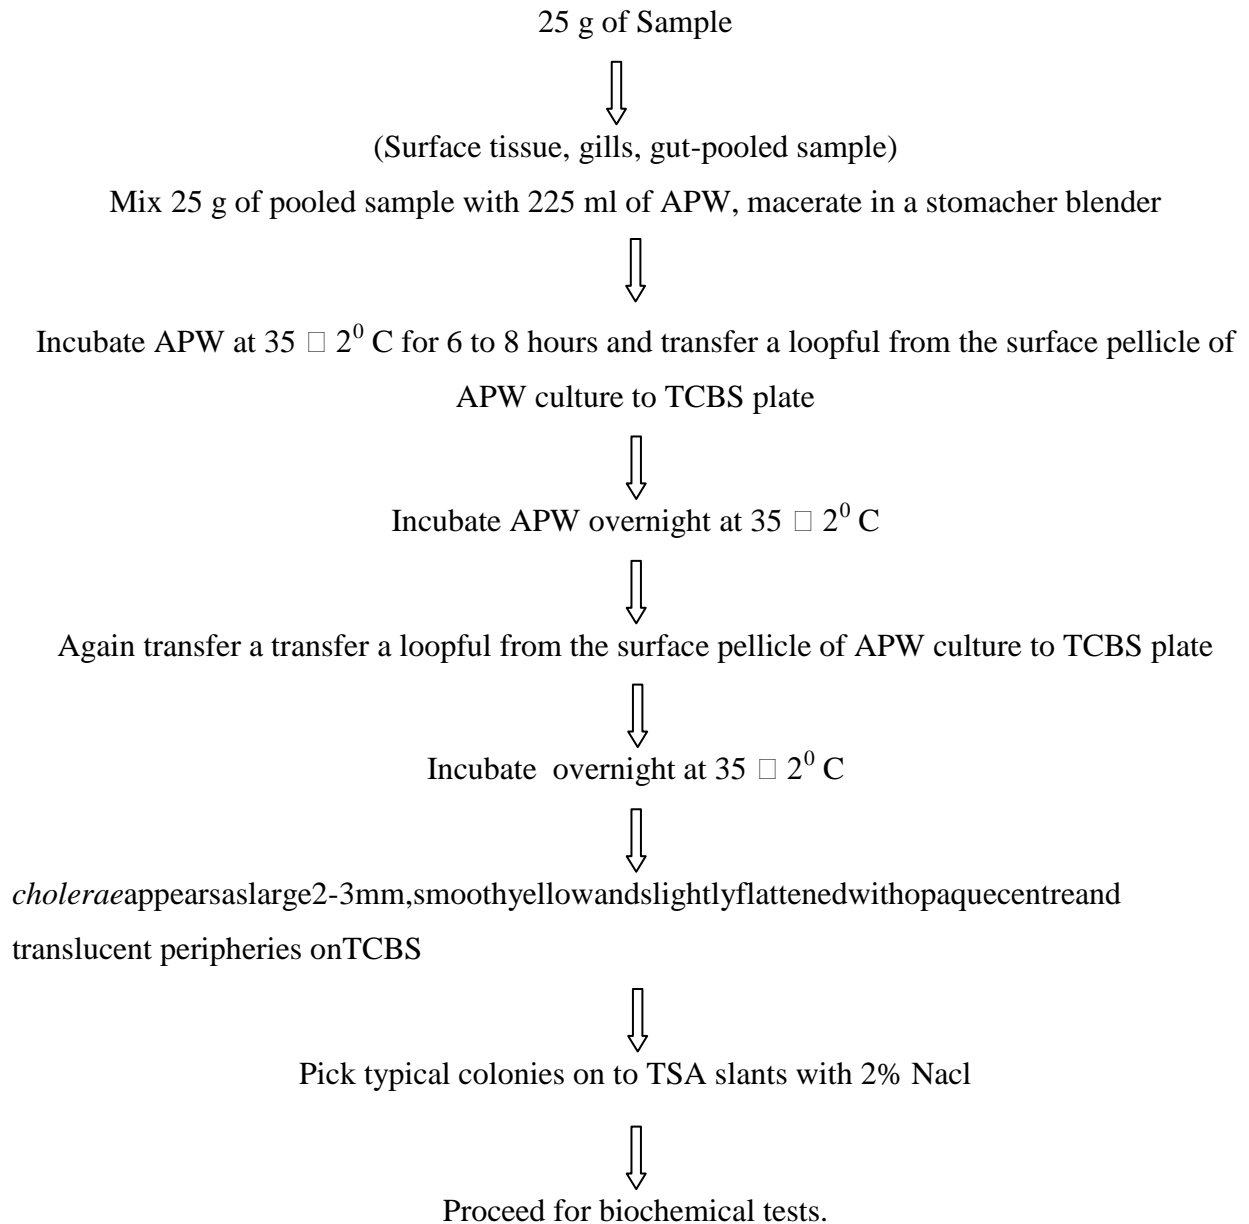 25 g of Sample
(Surface tissue, gills, gut-pooled sample)
Mix 25 g of pooled sample with 225 ml of APW, macerate in a stomacher blender
Incubate APW at 35 □ 2⁰ C for 6 to 8 hours and transfer a loopful from the surface pellicle of
APW culture to TCBS plate
Incubate APW overnight at 35 □ 2⁰ C
Again transfer a transfer a loopful from the surface pellicle of APW culture to TCBS plate
Incubate  overnight at 35 □ 2⁰ C
choleraeappearsaslarge2-3mm,smoothyellowandslightlyflattenedwithopaquecentreand
translucent peripheries onTCBS
Pick typical colonies on to TSA slants with 2% Nacl
Proceed for biochemical tests.